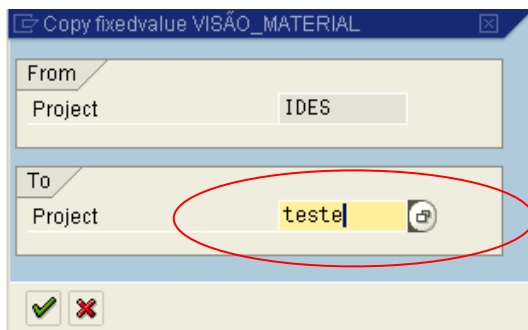 Copy fixedvalue VISÃO_MATERIAL
From
Project IDES
To
Project teste